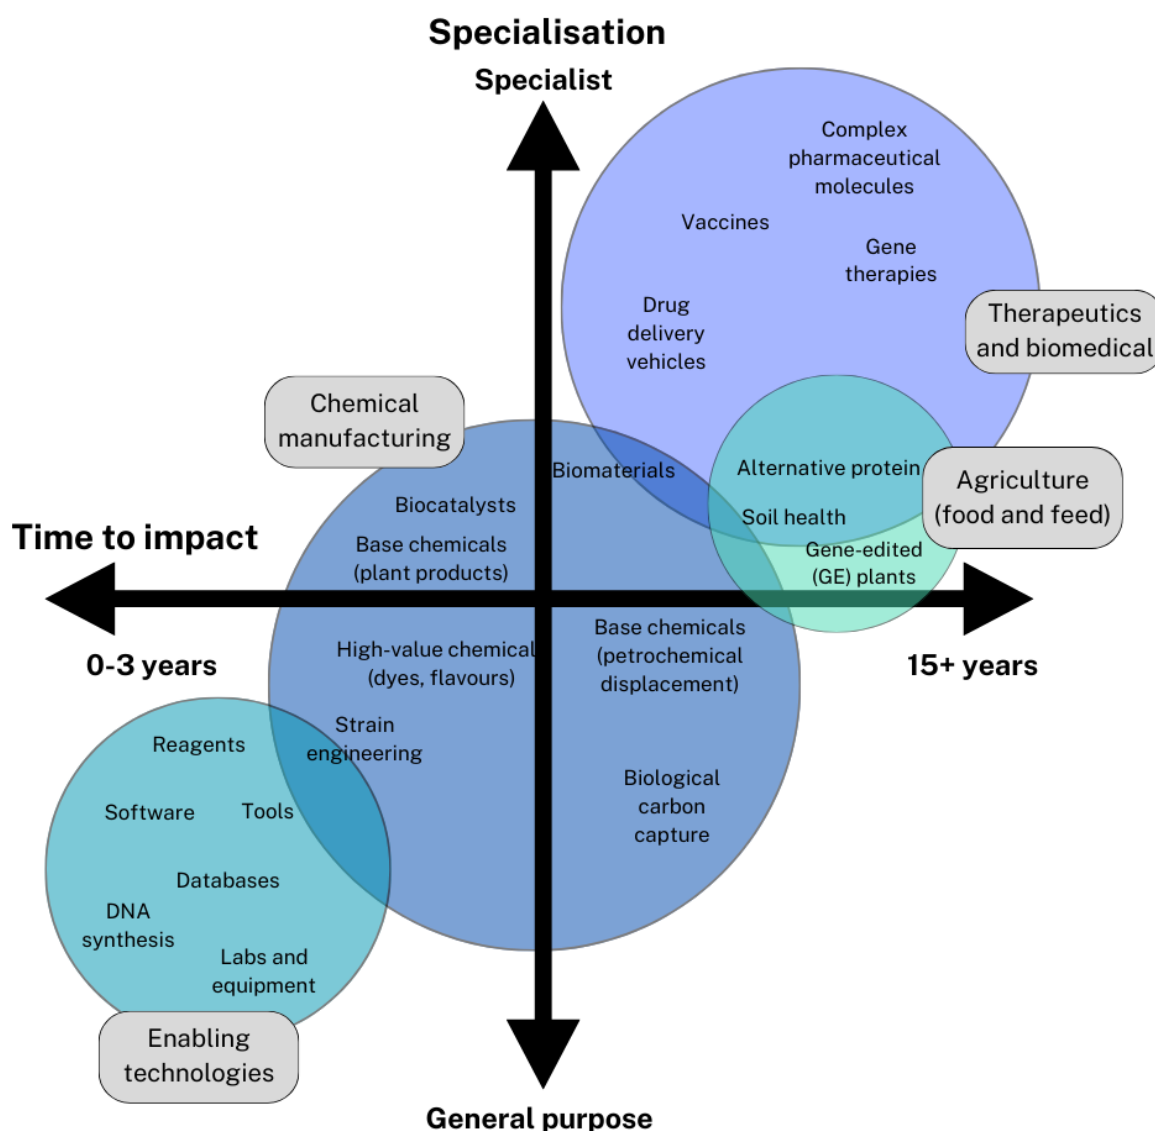 Specialisation
Specialist
Complex
pharmaceutical
molecules
Vaccines
Gene
therapies
Drug
delivery
vehicles
Therapeutics
and biomedical
Chemical
manufacturing
Biomaterials
Alternative protein
Agriculture
(food and feed)
Biocatalysts
Soil health
Time to impact
Base chemicals
(plant products)
Gene-edited
(GE) plants
0-3 years
15+ years
High-value chemical
(dyes, flavours)
Base chemicals
(petrochemical
displacement)
Strain
engineering
Reagents
Software
Tools
Biological
carbon
capture
Databases
DNA
synthesis
Labs and
equipment
Enabling
technologies
General purpose